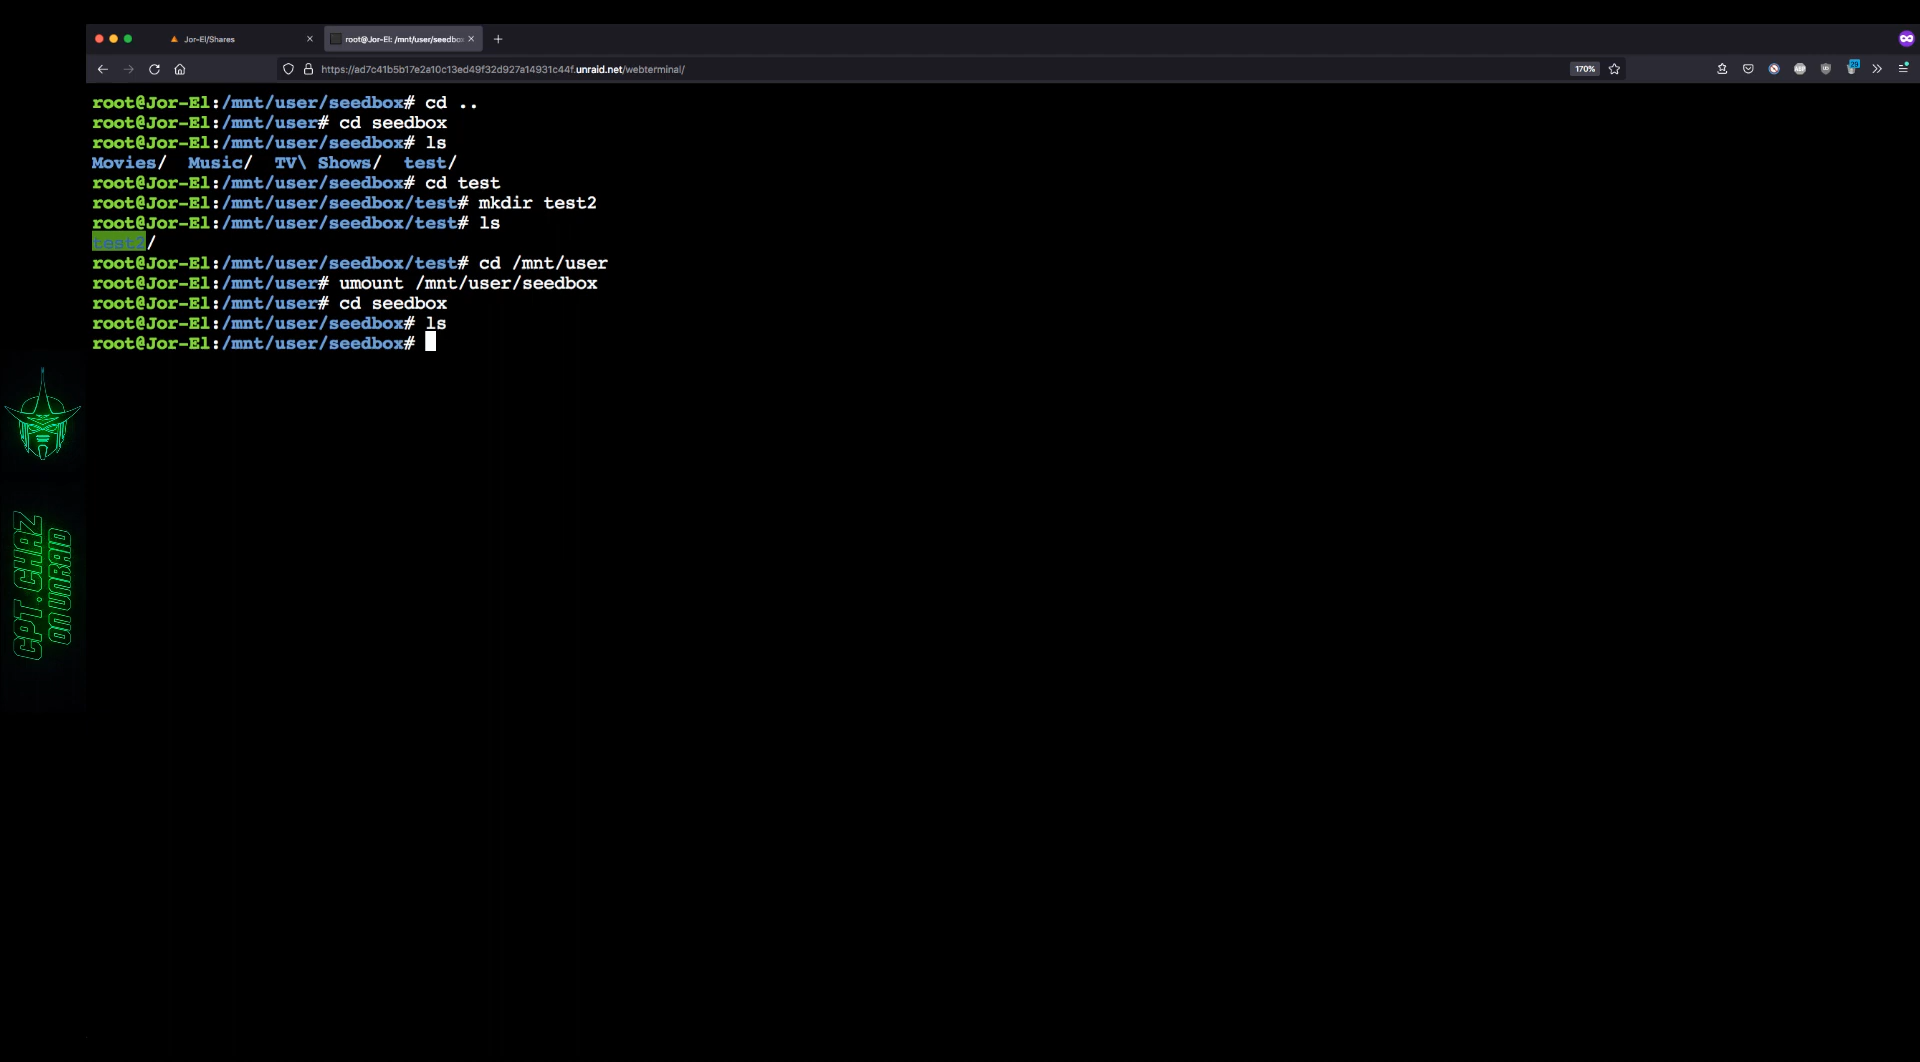 Jor-El/Shares
root@Jor-El: /mnt/user/seedbo
https://ad7c41b5b17e2a10c13ed49f32d927a14931c44f.unraid.net/webterminal/
170%
root@Jor-El:/mnt/user/seedbox# cd ..
root@Jor-El:/mnt/user# cd seedbox
root@Jor-El:/mnt/user/seedbox# ls
Movies/  Music/  TV\ Shows/  test/
root@Jor-El:/mnt/user/seedbox# cd test
root@Jor-El:/mnt/user/seedbox/test# mkdir test2
root@Jor-El:/mnt/user/seedbox/test# ls
test2/
root@Jor-El:/mnt/user/seedbox/test# cd /mnt/user
root@Jor-El:/mnt/user# umount /mnt/user/seedbox
root@Jor-El:/mnt/user# cd seedbox
root@Jor-El:/mnt/user/seedbox# ls
root@Jor-El:/mnt/user/seedbox#
CPT.CHAZ
ON UNRAID